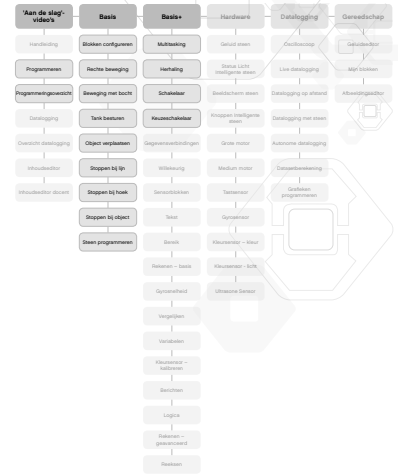 'Aan de slag'-
video's
Handleiding
Programmeren
Programmeringsoverzicht
Datalogging
Overzicht datalogging
Inhoudseditor
Inhoudseditor docent
Basis
Blokken configureren
Rechte beweging
Beweging met bocht
Tank besturen
Object verplaatsen
Stoppen bij lijn
Stoppen bij hoek
Stoppen bij object
Steen programmeren
Basis+
Multitasking
Herhaling
Schakelaar
Keuzeschakelaar
Gegevensverbindingen
Willekeurig
Sensorblokken
Tekst
Bereik
Rekenen – basis
Gyrosnelheid
Vergelijken
Variabelen
Kleursensor –
kalibreren
Berichten
Logica
Rekenen –
geavanceerd
Reeksen
Hardware
Geluid steen
Status Licht
Intelligente steen
Beeldscherm steen
Knoppen intelligente
steen
Grote motor
Medium motor
Tastsensor
Gyrosensor
Kleursensor – kleur
Kleursensor - licht
Ultrasone Sensor
Datalogging
Oscilloscoop
Live datalogging
Datalogging op afstand
Datalogging met steen
Autonome datalogging
Datasetberekening
Grafieken
programmeren
Gereedschap
Geluidseditor
Mijn blokken
Afbeeldingseditor